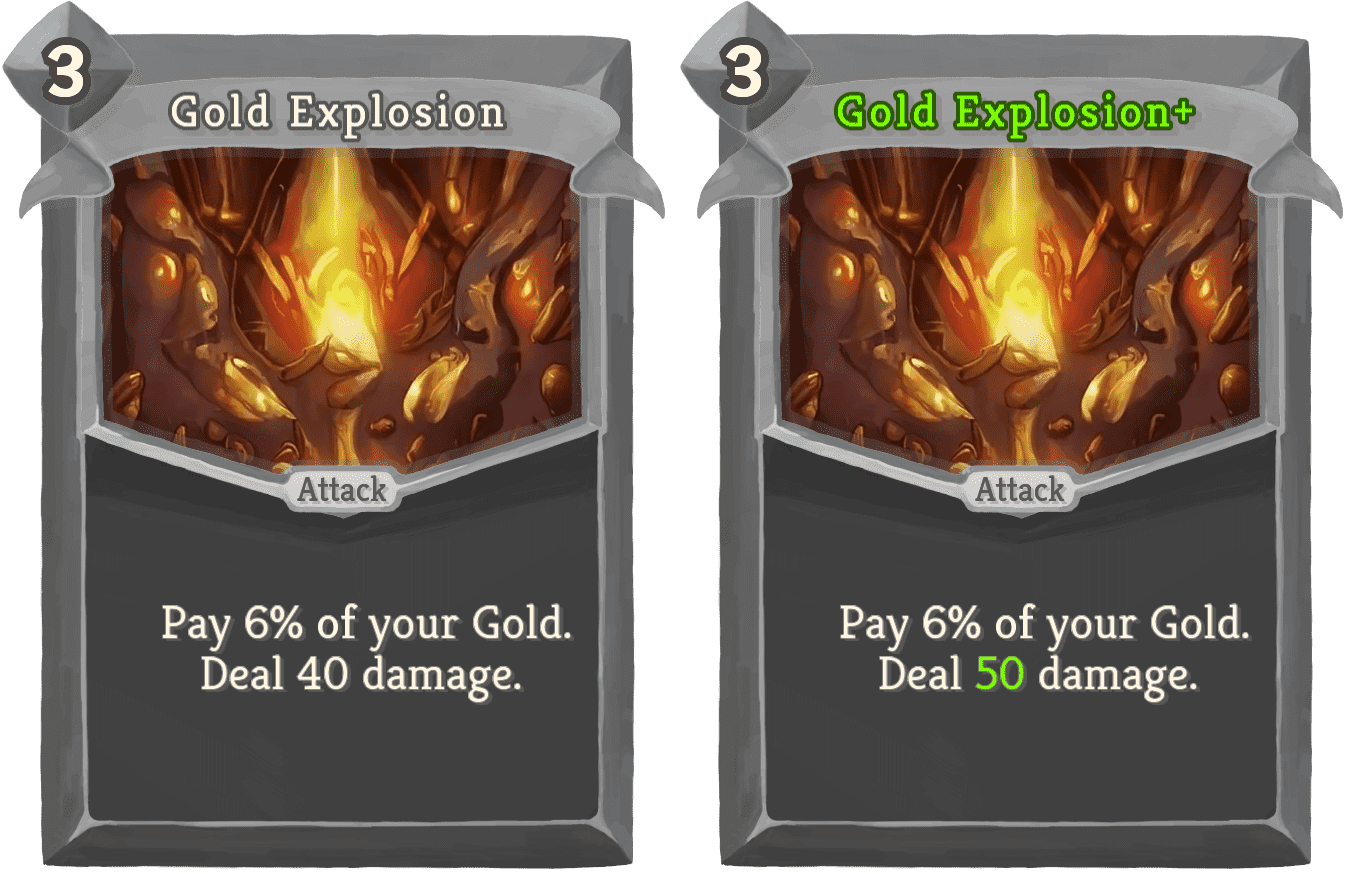 3
Gold Explosion
Attack
Pay 6% of your Gold.
Deal 40 damage.
3
Gold Explosion+
Attack
Pay 6% of your Gold.
Deal 50 damage.